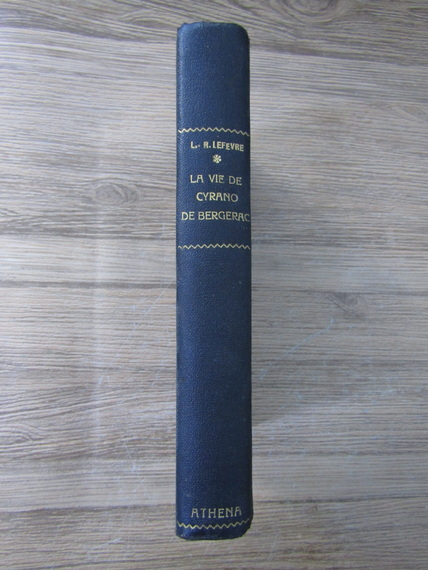 L. R. LEFEVRE
LA VIE DE
CYRANO
DE BERGERAC
ATHENA